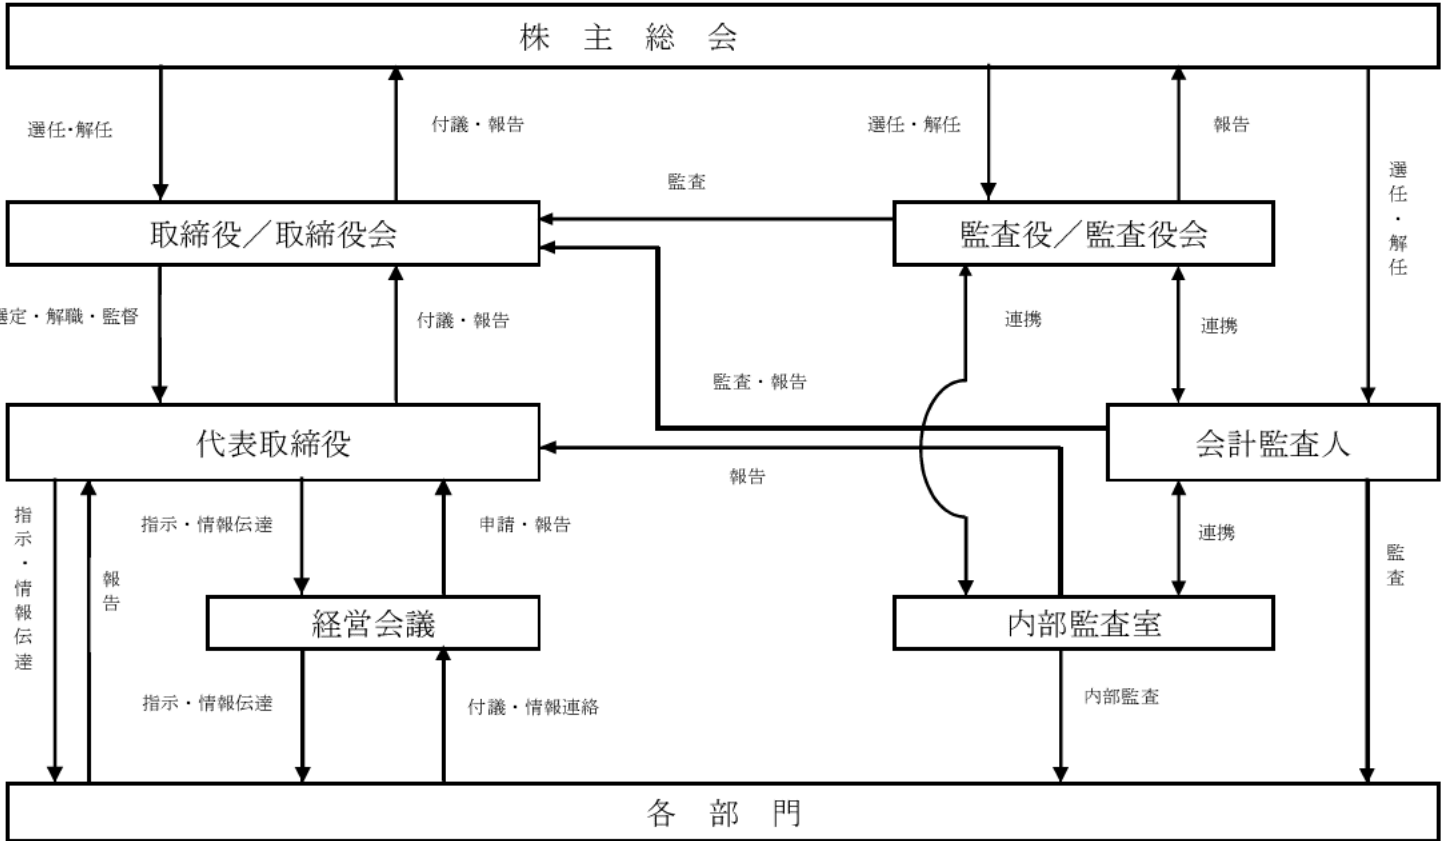 株 主 総 会
選任・解任
付議・報告
選任・解任
報告
選任・解任
監査
取締役／取締役会
監査役／監査役会
選定・解職・監督
付議・報告
連携
連携
監査・報告
代表取締役
会計監査人
報告
指示・情報伝達
報告
指示・情報伝達
申請・報告
連携
監査
経営会議
内部監査室
指示・情報伝達
付議・情報連絡
内部監査
各 部 門